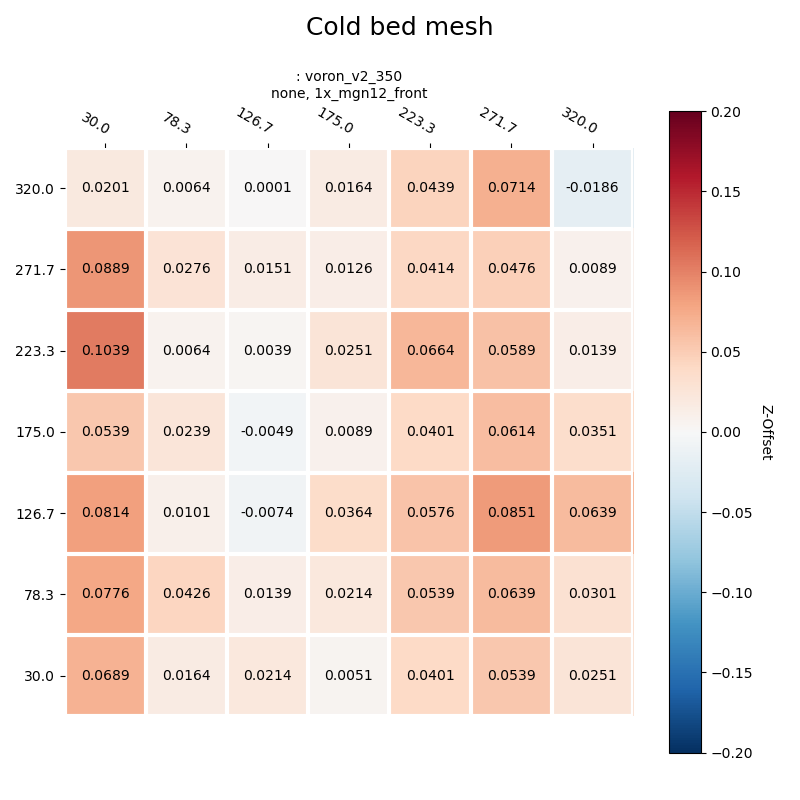 Cold bed mesh
: voron_v2_350
none, 1x_mgn12_front
30.0 78.3 126.7 175.0 223.3 271.7 320.0
320.0 0.0201 0.0064 0.0001 0.0164 0.0439 0.0714 -0.0186
271.7 0.0889 0.0276 0.0151 0.0126 0.0414 0.0476 0.0089
223.3 0.1039 0.0064 0.0039 0.0251 0.0664 0.0589 0.0139
175.0 0.0539 0.0239 -0.0049 0.0089 0.0401 0.0614 0.0351
126.7 0.0814 0.0101 -0.0074 0.0364 0.0576 0.0851 0.0639
78.3 0.0776 0.0426 0.0139 0.0214 0.0539 0.0639 0.0301
30.0 0.0689 0.0164 0.0214 0.0051 0.0401 0.0539 0.0251
0.20
0.15
0.10
0.05
0.00
−0.05
−0.10
−0.15
−0.20
Z-Offset